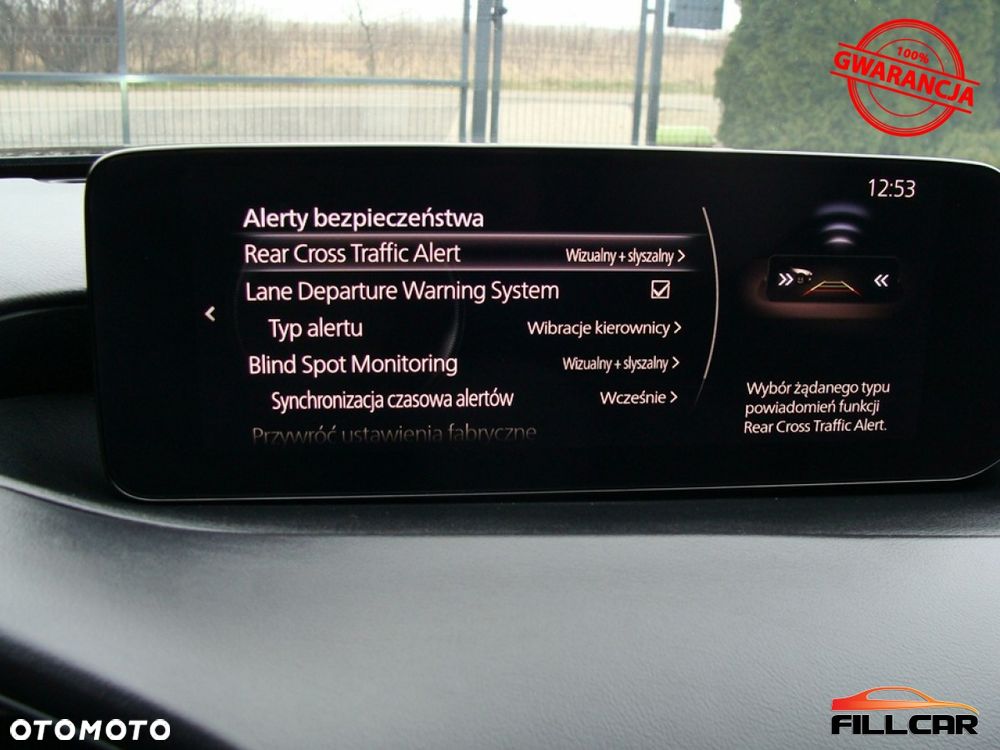 100%
GWARANCJA
12:53
Alerty bezpieczeństwa
Rear Cross Traffic Alert Wizualny + slyszalny >
Lane Departure Warning System
Typ alertu Wibracje kierownicy >
Blind Spot Monitoring Wizualny + slyszalny >
Synchronizacja czasowa alertów Wcześnie >
Przywróć ustawienia fabryczne
Wybór żądanego typu
powiadomień funkcji
Rear Cross Traffic Alert.
OTOMOTO
FILLCAR